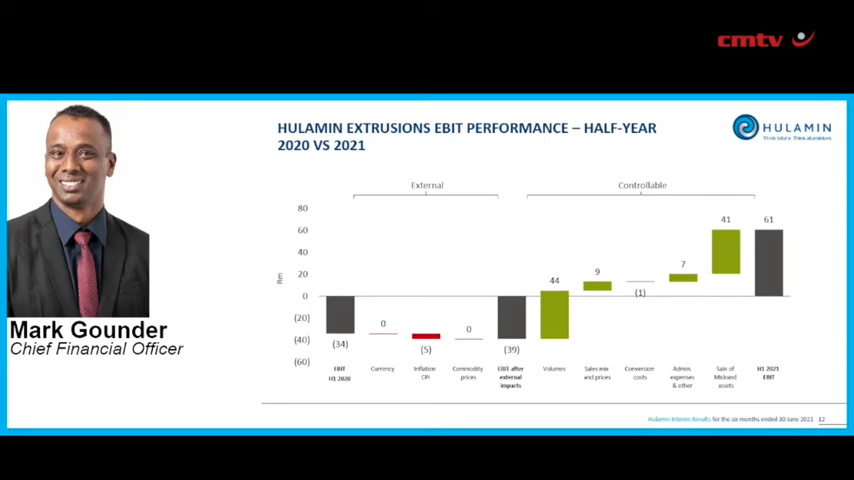 cmtv
HULAMIN EXTRUSIONS EBIT PERFORMANCE – HALF-YEAR
2020 VS 2021
HULAMIN
Think future. Think aluminium.
External
Controllable
80
60
40
20
0
(20)
(40)
(60)
Rm
(34)
0
(5)
0
(39)
44
9
(1)
7
41
61
EBIT
H1 2020
Currency
Inflation
CPI
Commodity
prices
EBIT after
external
impacts
Volumes
Sales mix
and prices
Conversion
costs
Admin,
expenses
& other
Sale of
Midrand
assets
H1 2021
EBIT
Mark Gounder
Chief Financial Officer
Hulamin Interim Results for the six months ended 30 June 2021 12